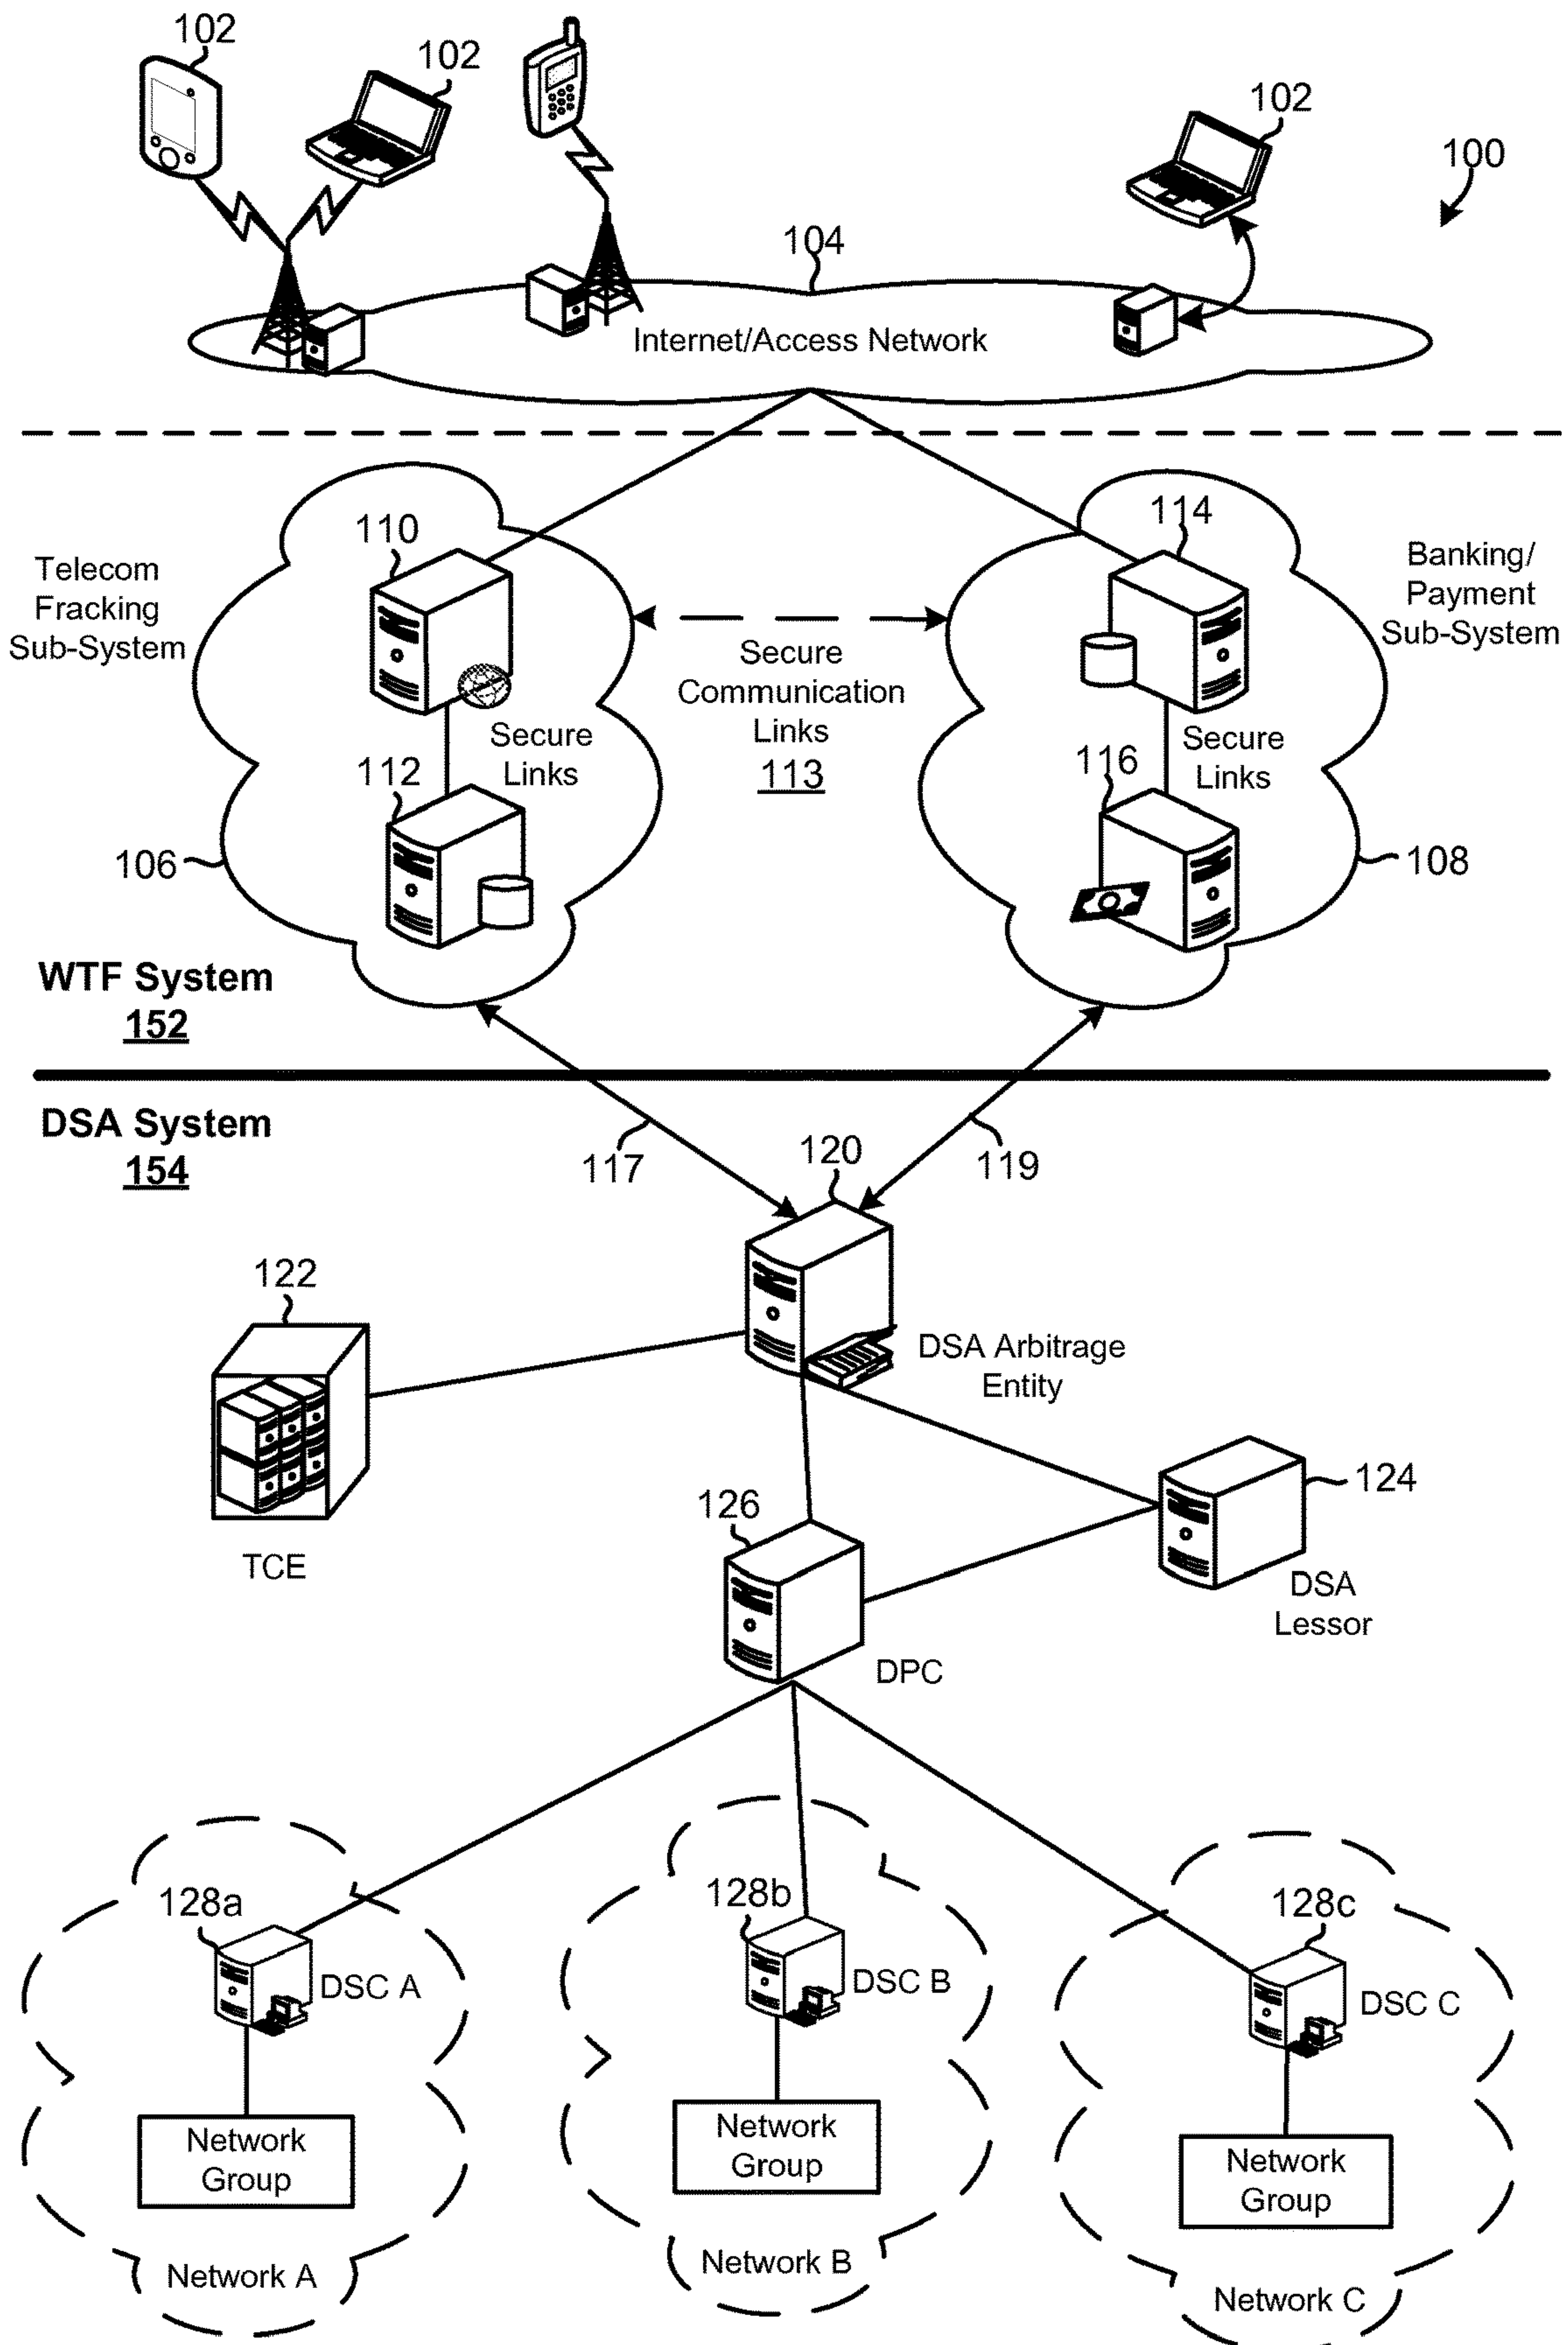 102
102
102
100
104
Internet/Access Network
110
114
Telecom
Fracking
Sub-System
Banking/
Payment
Sub-System
Secure
Communication
Links
113
Secure
Links
Secure
Links
112
116
106
108
WTF System
152
DSA System
154
117
119
120
122
DSA Arbitrage
Entity
124
126
TCE
DSA
Lessor
DPC
128a
128b
128c
DSC A
DSC B
DSC C
Network
Group
Network
Group
Network
Group
Network A
Network B
Network C